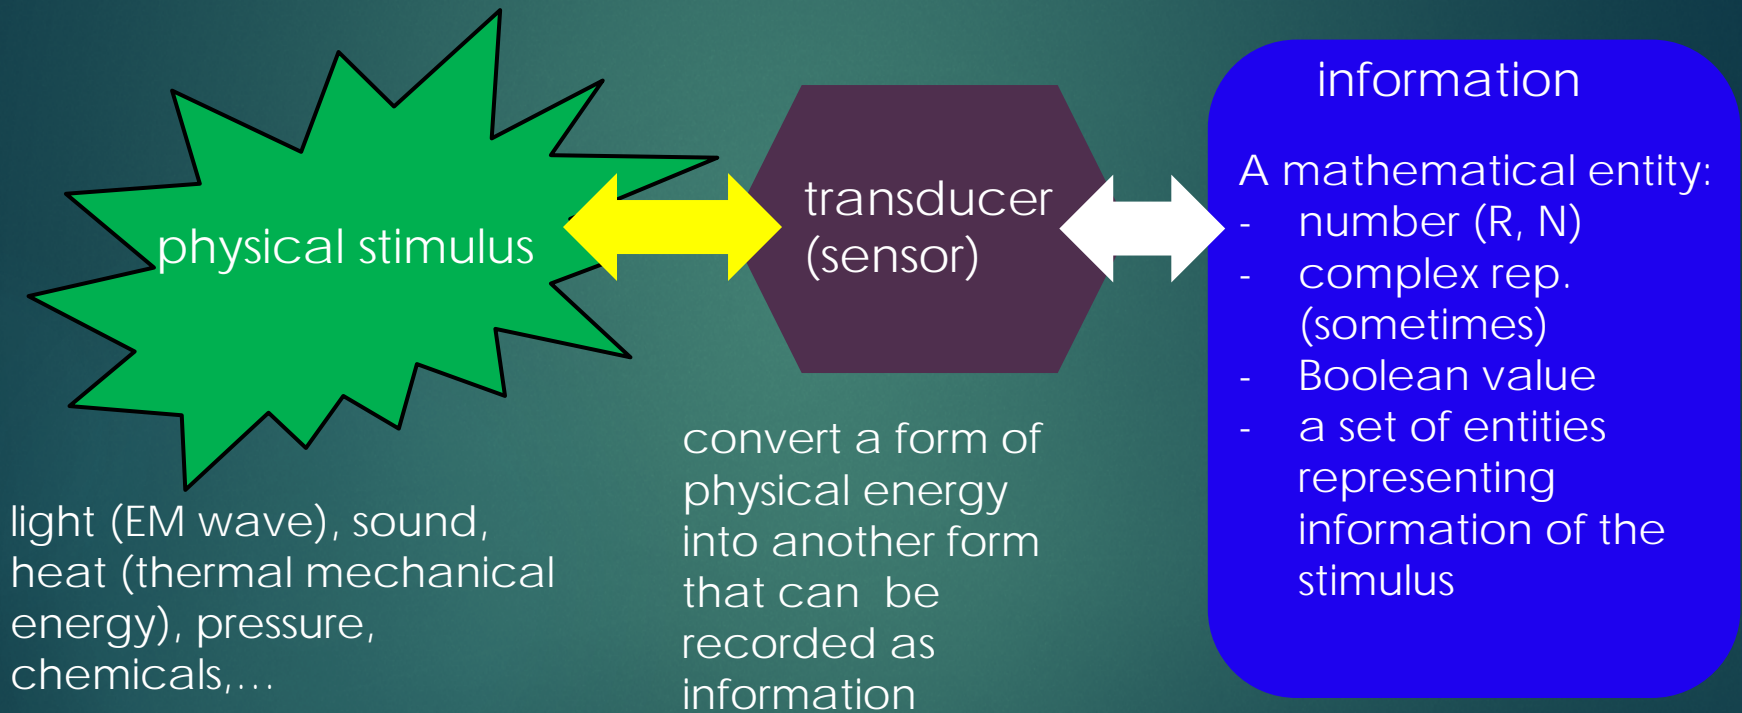 physical stimulus
light (EM wave), sound,
heat (thermal mechanical
energy), pressure,
chemicals,...
transducer
(sensor)
convert a form of
physical energy
into another form
that can be
recorded as
information
information
A mathematical entity:
- number (R, N)
- complex rep.
(sometimes)
- Boolean value
- a set of entities
representing
information of the
stimulus